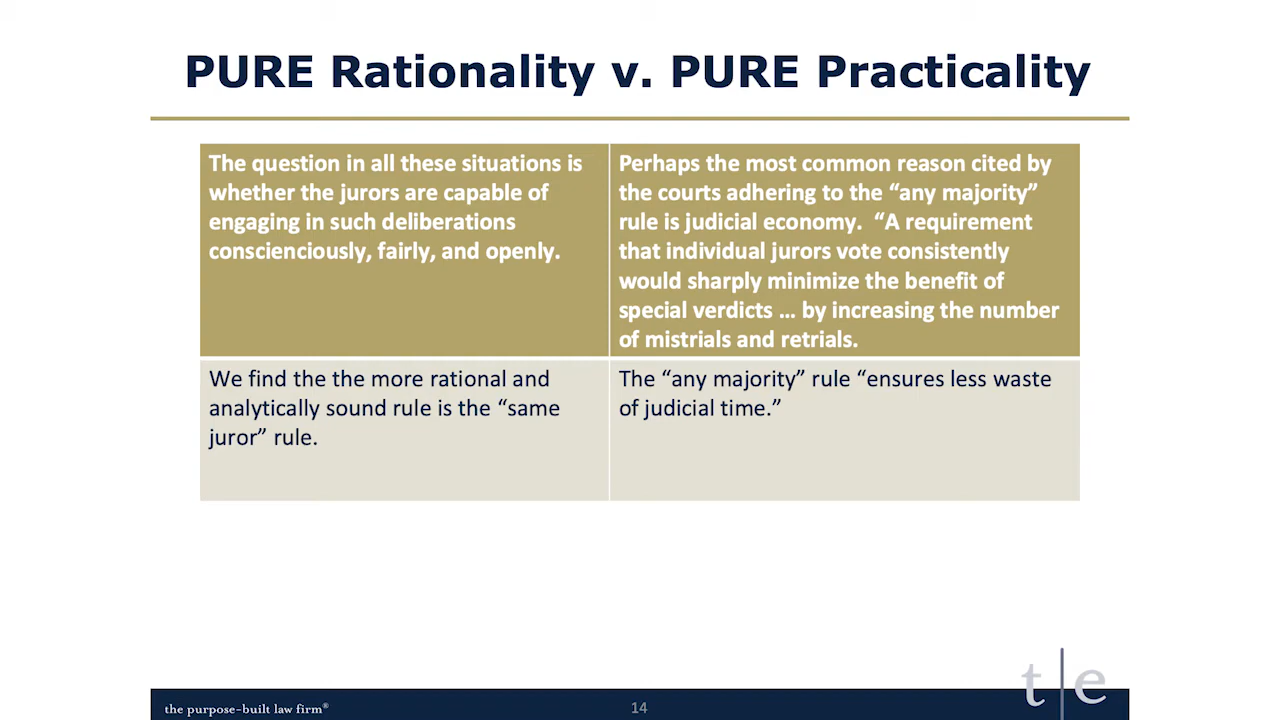 PURE Rationality v. PURE Practicality
The question in all these situations is
whether the jurors are capable of
engaging in such deliberations
conscienciously, fairly, and openly.
Perhaps the most common reason cited by
the courts adhering to the “any majority”
rule is judicial economy.  “A requirement
that individual jurors vote consistently
would sharply minimize the benefit of
special verdicts … by increasing the number
of mistrials and retrials.
We find the the more rational and
analytically sound rule is the “same
juror” rule.
The “any majority” rule “ensures less waste
of judicial time.”
t|e
the purpose-built law firm®
14